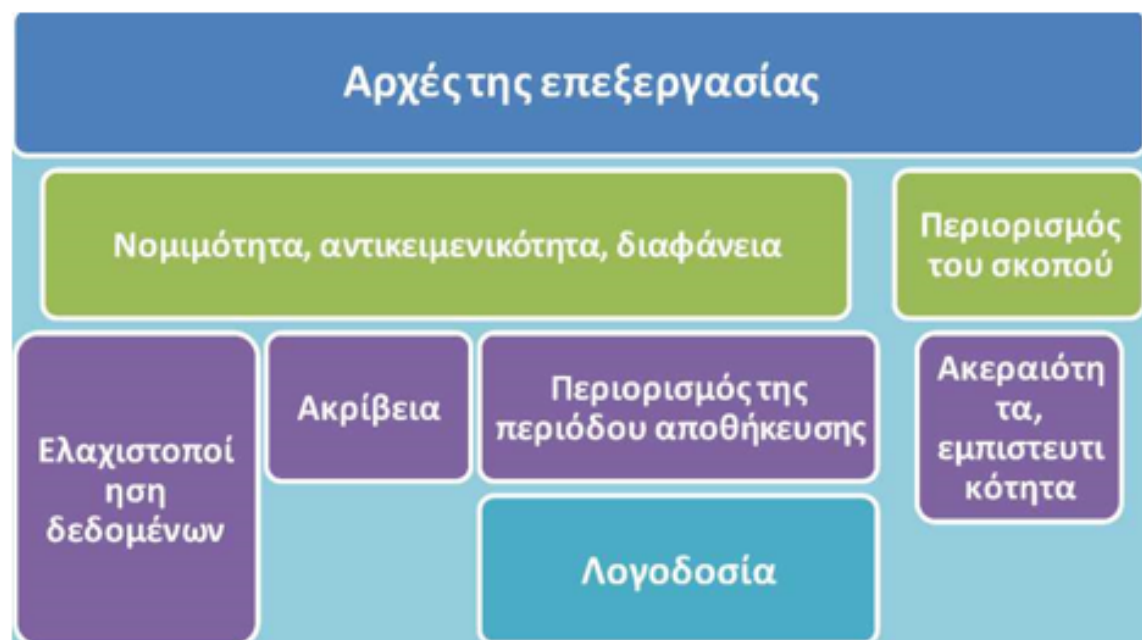 Αρχές της επεξεργασίας
Νομιμότητα, αντικειμενικότητα, διαφάνεια
Περιορισμός
του σκοπού
Ελαχιστοποί
ηση
δεδομένων
Ακρίβεια
Περιορισμός της
περιόδου αποθήκευσης
Ακεραιότη
τα,
εμπιστευτι
κότητα
Λογοδοσία